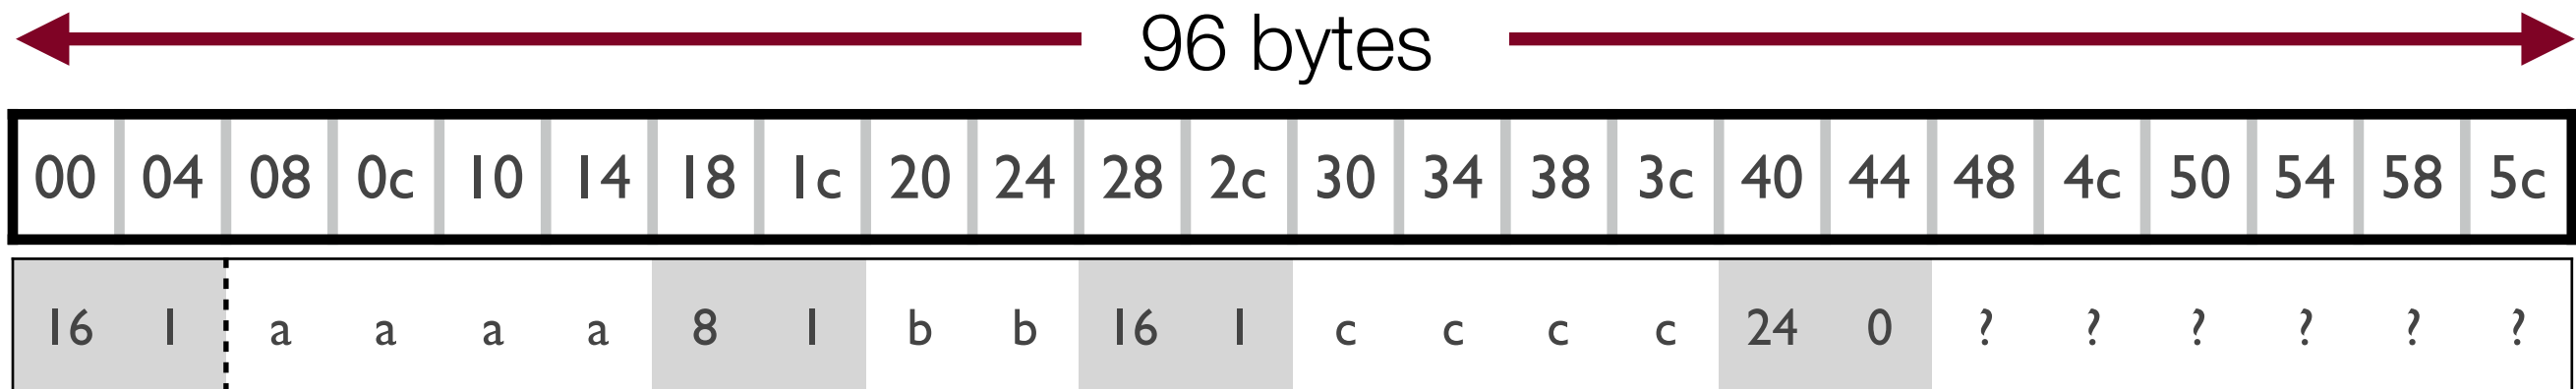 96 bytes
00 04 08 0c 10 14 18 1c 20 24 28 2c 30 34 38 3c 40 44 48 4c 50 54 58 5c
16 1 a a a a 8 1 b b 16 1 c c c c 24 0 ? ? ? ? ? ?